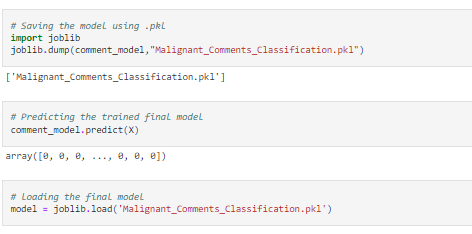 # Saving the model using .pkl
import joblib
joblib.dump(comment_model,"Malignant_Comments_Classification.pkl")
['Malignant_Comments_Classification.pkl']
# Predicting the trained final model
comment_model.predict(X)
array([0, 0, 0, ..., 0, 0, 0])
# Loading the final model
model = joblib.load('Malignant_Comments_Classification.pkl')